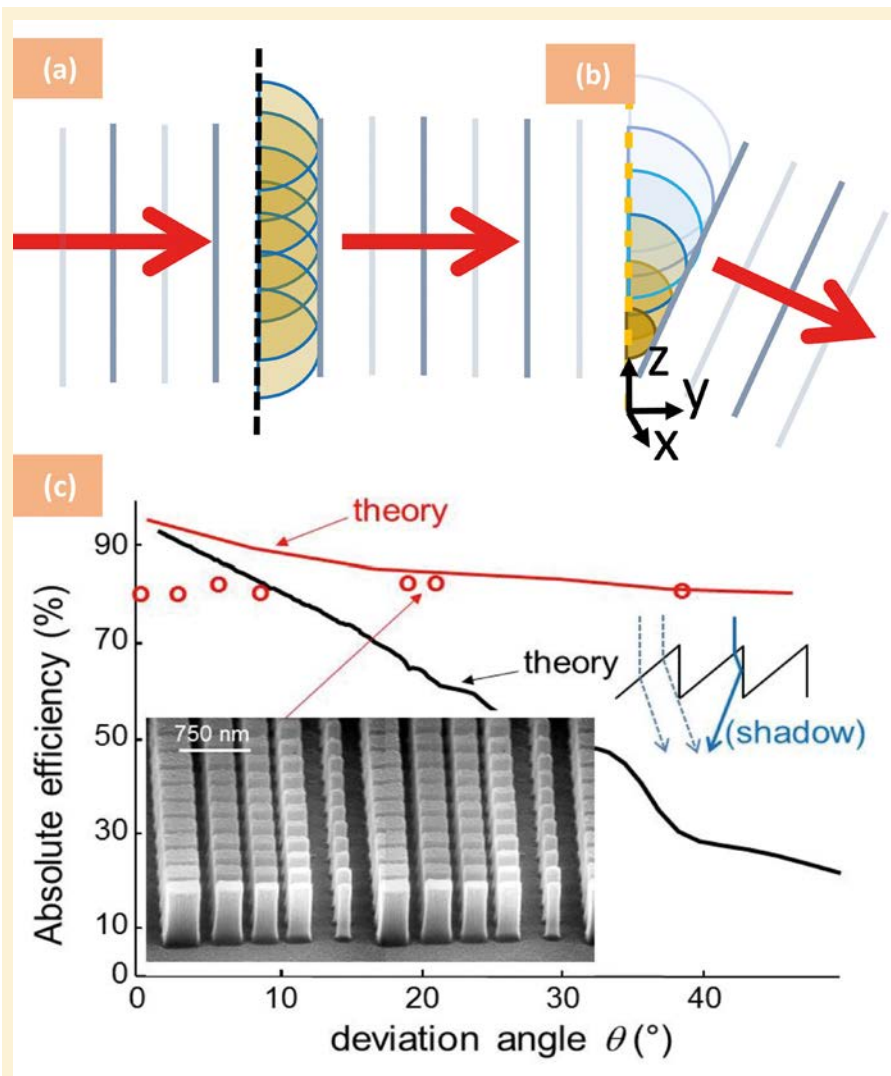 (a)
(b)
z
y
x
(c)
theory
90
70
theory
(shadow)
750 nm
50
30
10
0
Absolute efficiency (%)
0 10 20 30 40
deviation angle θ (°)